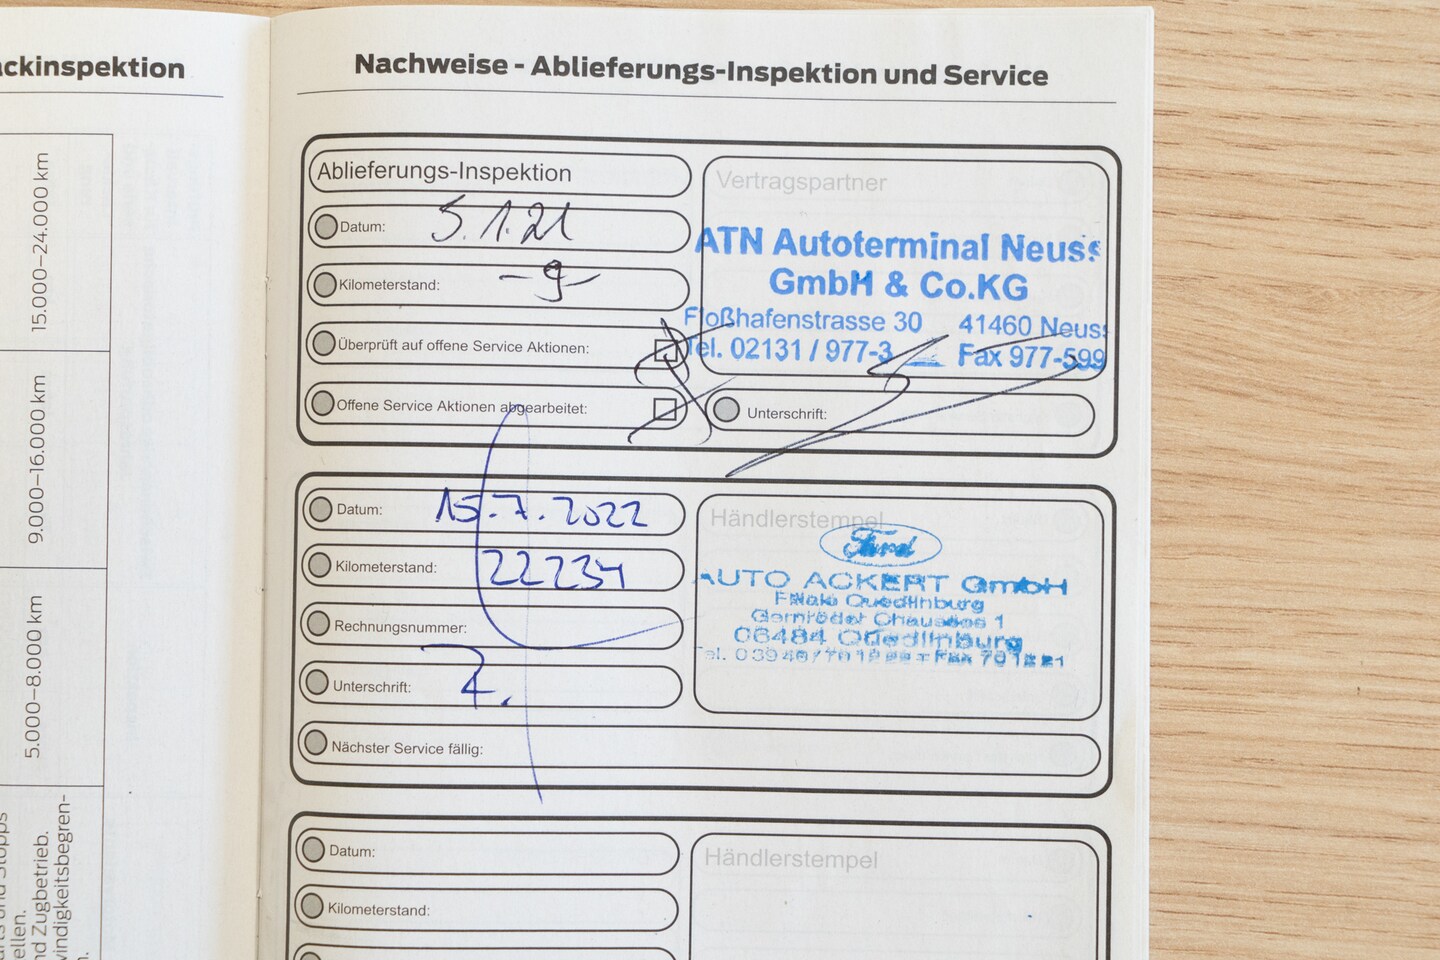 ckinspektion
15.000–24.000 km
9.000–16.000 km
5.000–8.000 km
und Stopps
ellen.
nd Zugbetrieb.
windigkeitsbegren-
Nachweise - Ablieferungs-Inspektion und Service
Ablieferungs-Inspektion
Datum: 5.1.21
Kilometerstand: -9-
Überprüft auf offene Service Aktionen:
Offene Service Aktionen abgearbeitet:
Vertragspartner
ATN Autoterminal Neuss
GmbH & Co.KG
Floßhafenstrasse 30 41460 Neuss
Tel. 02131 / 977-3 Fax 977-599
Unterschrift:
Datum: 15.7.2022
Kilometerstand: 22234
Rechnungsnummer:
Unterschrift:
Nächster Service fällig:
Händlerstempel
Ford
AUTO ACKERT GmbH
Filiale Quedlinburg
Gernröder Chaussee 1
06484 Quedlinburg
Datum:
Kilometerstand:
Händlerstempel